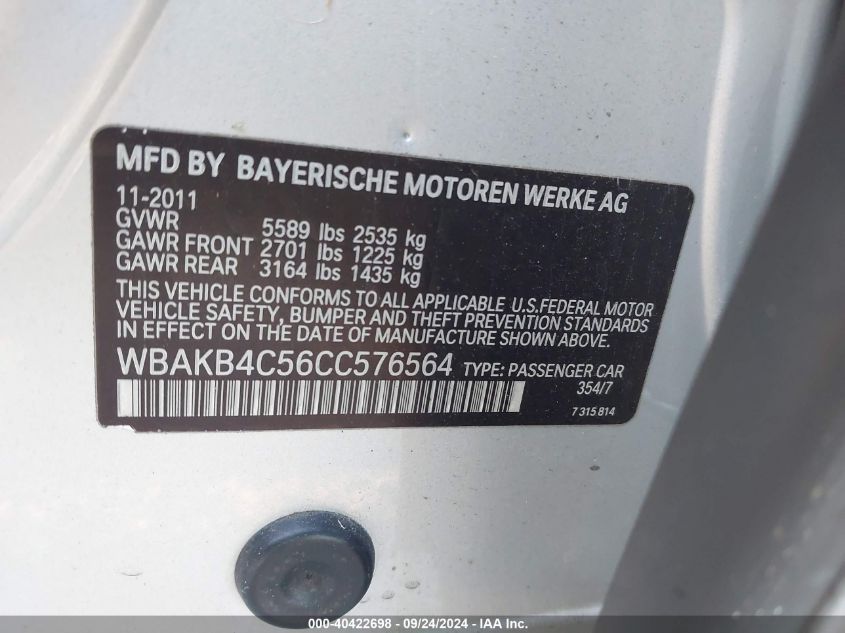 MFD BY BAYERISCHE MOTOREN WERKE AG
11-2011
GVWR 5589 lbs 2535 kg
GAWR FRONT 2701 lbs 1225 kg
GAWR REAR 3164 lbs 1435 kg
THIS VEHICLE CONFORMS TO ALL APPLICABLE U.S.FEDERAL MOTOR
VEHICLE SAFETY, BUMPER AND THEFT PREVENTION STANDARDS
IN EFFECT ON THE DATE OF MANUFACTURE SHOWN ABOVE.
WBAKB4C56CC576564 TYPE: PASSENGER CAR
354/7
7 315 814
000-40422698 - 09/24/2024 - IAA Inc.